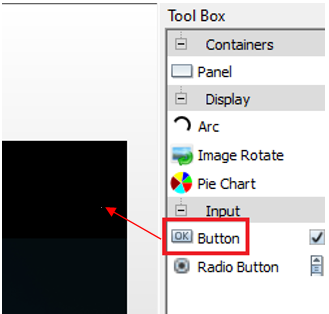 Tool Box
Containers
Panel
Display
Arc
Image Rotate
Pie Chart
Input
OK Button
Radio Button